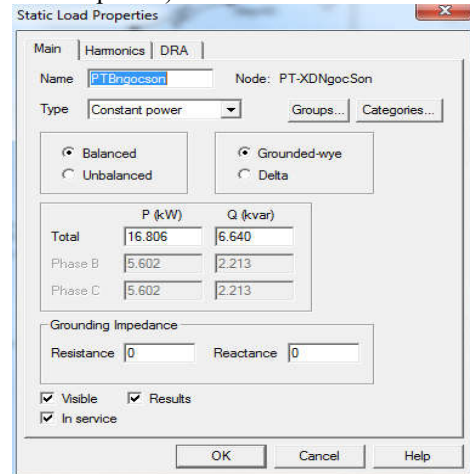 Static Load Properties
Main Harmonics DRA
Name PTBngocson Node: PT-XDNgocSon
Type Constant power Groups... Categories...
Balanced Grounded-wye
Unbalanced Delta
P (kW) Q (kvar)
Total 16.806 6.640
Phase B 5.602 2.213
Phase C 5.602 2.213
Grounding Impedance
Resistance 0 Reactance 0
Visible Results
In service
OK Cancel Help